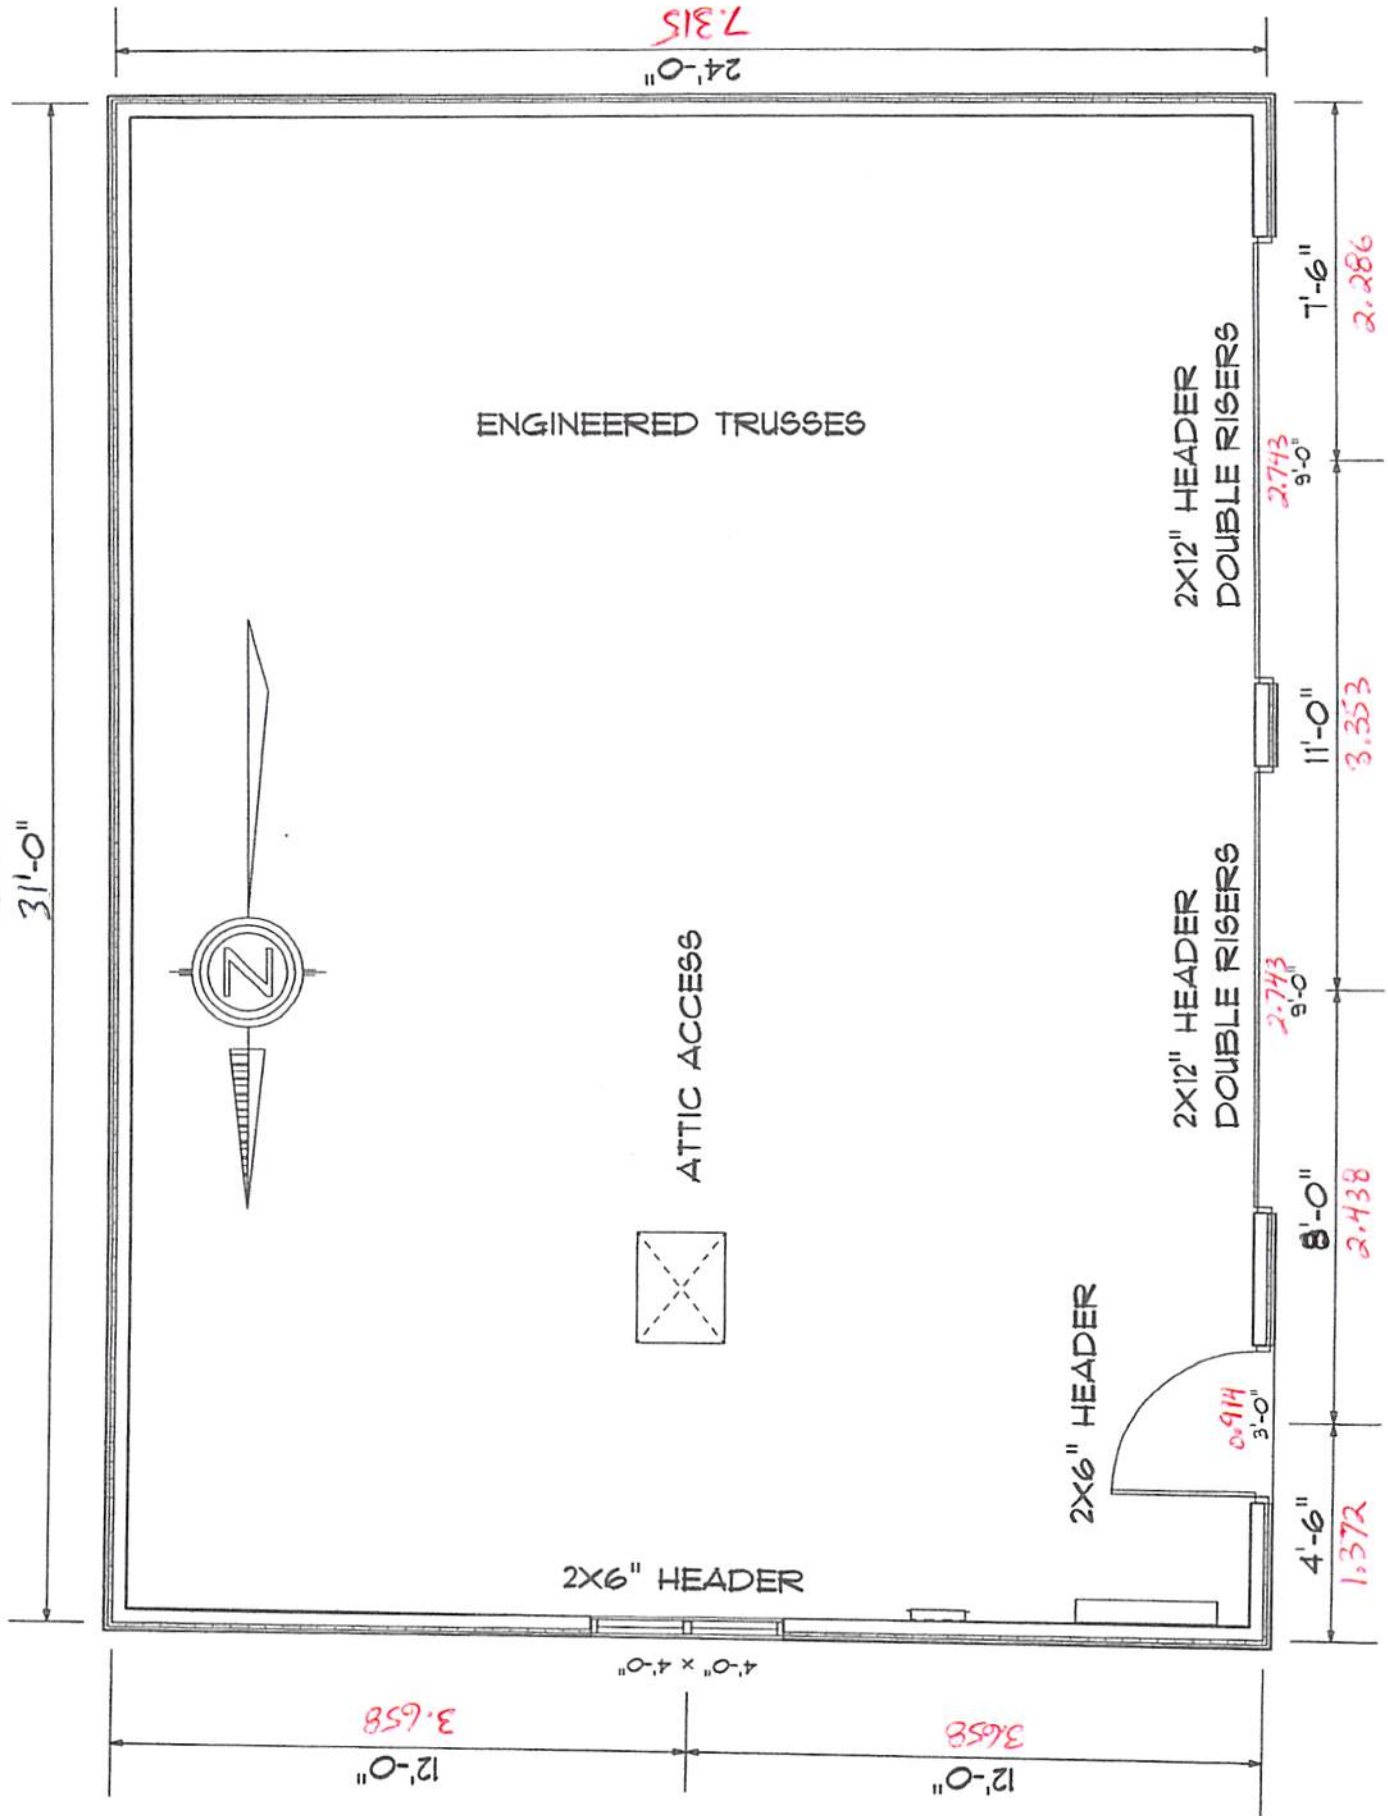 7.315
24'-0"
31'-0"
ENGINEERED TRUSSES
2X12" HEADER
DOUBLE RISERS
2.743
9'-0"
7'-6"
2.286
N
ATTIC ACCESS
2X12" HEADER
DOUBLE RISERS
2.743
9'-0"
11'-0"
3.353
8'-0"
2.438
2X6" HEADER
0.914
3'-0"
4'-6"
1.372
2X6" HEADER
4'-0" x 4'-0"
3.658
12'-0"
3.658
12'-0"